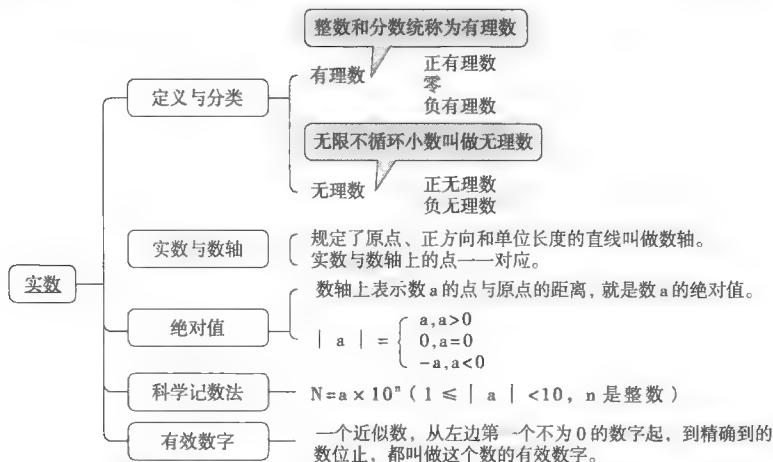 整数和分数统称为有理数
正有理数
有理数
零
定义与分类
负有理数
无限不循环小数叫做无理数
正无理数
无理数
负无理数
实数与数轴
规定了原点、正方向和单位长度的直线叫做数轴。
实数与数轴上的点一一对应。
实数
数轴上表示数a的点与原点的距离，就是数a的绝对值。
绝对值
a,a>0
|a|=
0,a=0
-a,a<0
科学记数法
N=a×10ⁿ(1≤|a|<10，n是整数)
有效数字
一个近似数，从左边第一个不为0的数字起，到精确到的
数位止，都叫做这个数的有效数字。